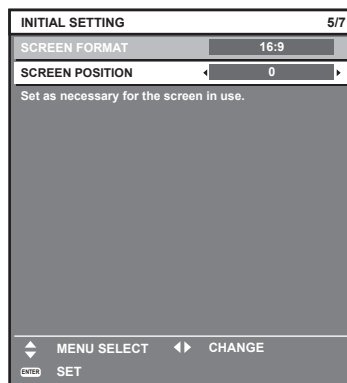 INITIAL SETTING 5/7
SCREEN FORMAT 16:9
SCREEN POSITION 0
Set as necessary for the screen in use.
MENU SELECT CHANGE
ENTER SET